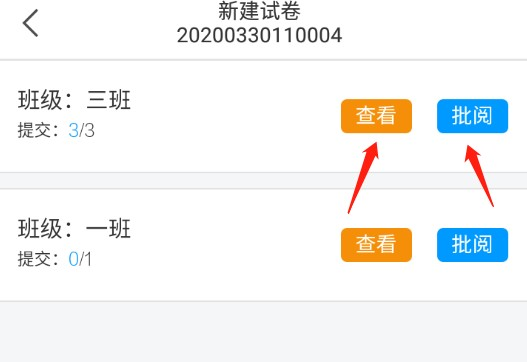 新建试卷
20200330110004
班级：三班
提交：3/3
查看
批阅
班级：一班
提交：0/1
查看
批阅